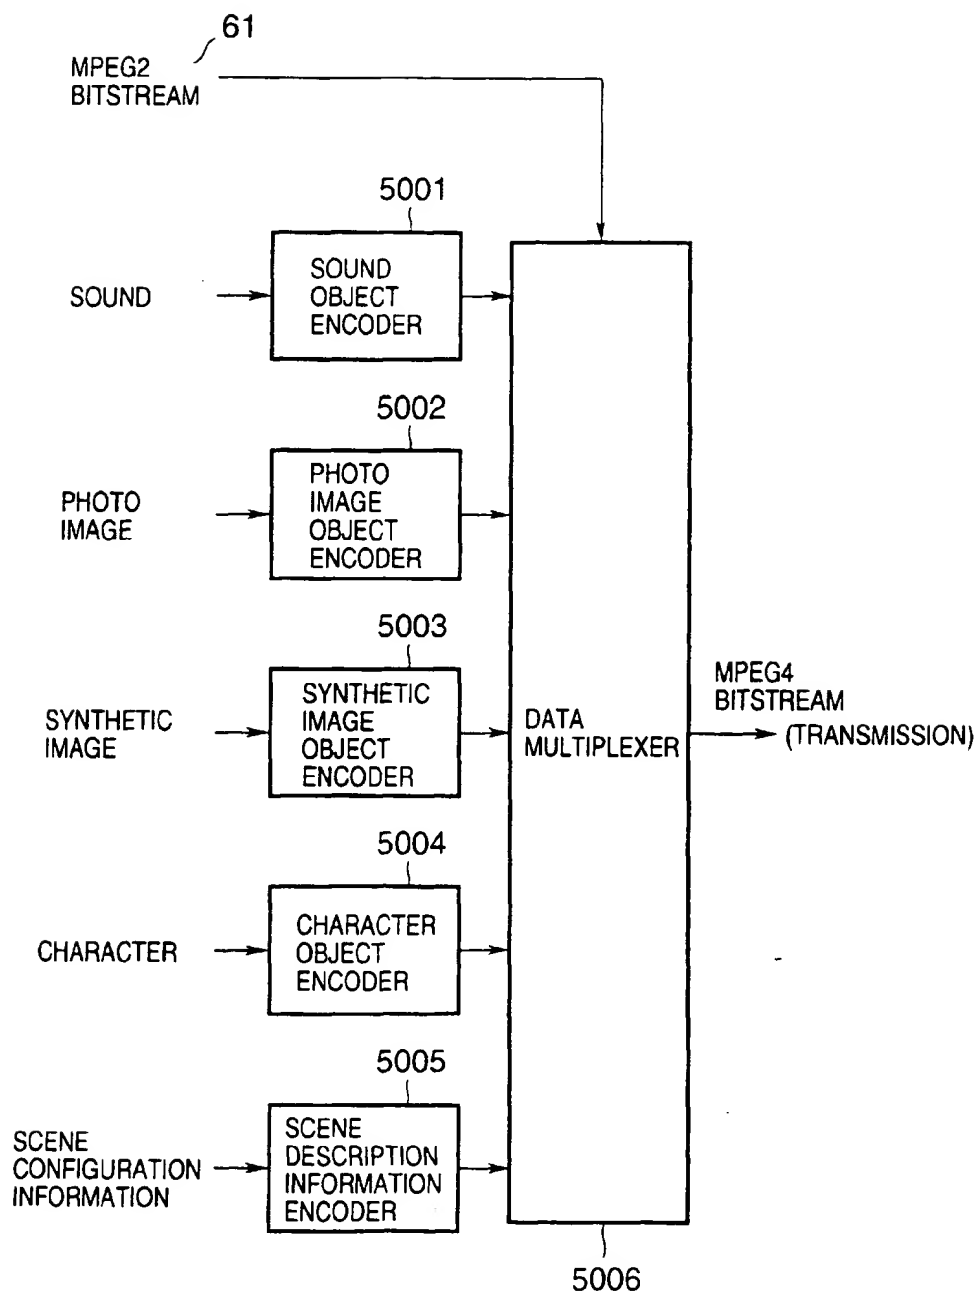 61
MPEG2
BITSTREAM
5001
SOUND
SOUND
OBJECT
ENCODER
5002
PHOTO
IMAGE
PHOTO
IMAGE
OBJECT
ENCODER
5003
SYNTHETIC
IMAGE
SYNTHETIC
IMAGE
OBJECT
ENCODER
DATA
MULTIPLEXER
MPEG4
BITSTREAM
(TRANSMISSION)
5004
CHARACTER
CHARACTER
OBJECT
ENCODER
5005
SCENE
CONFIGURATION
INFORMATION
SCENE
DESCRIPTION
INFORMATION
ENCODER
5006